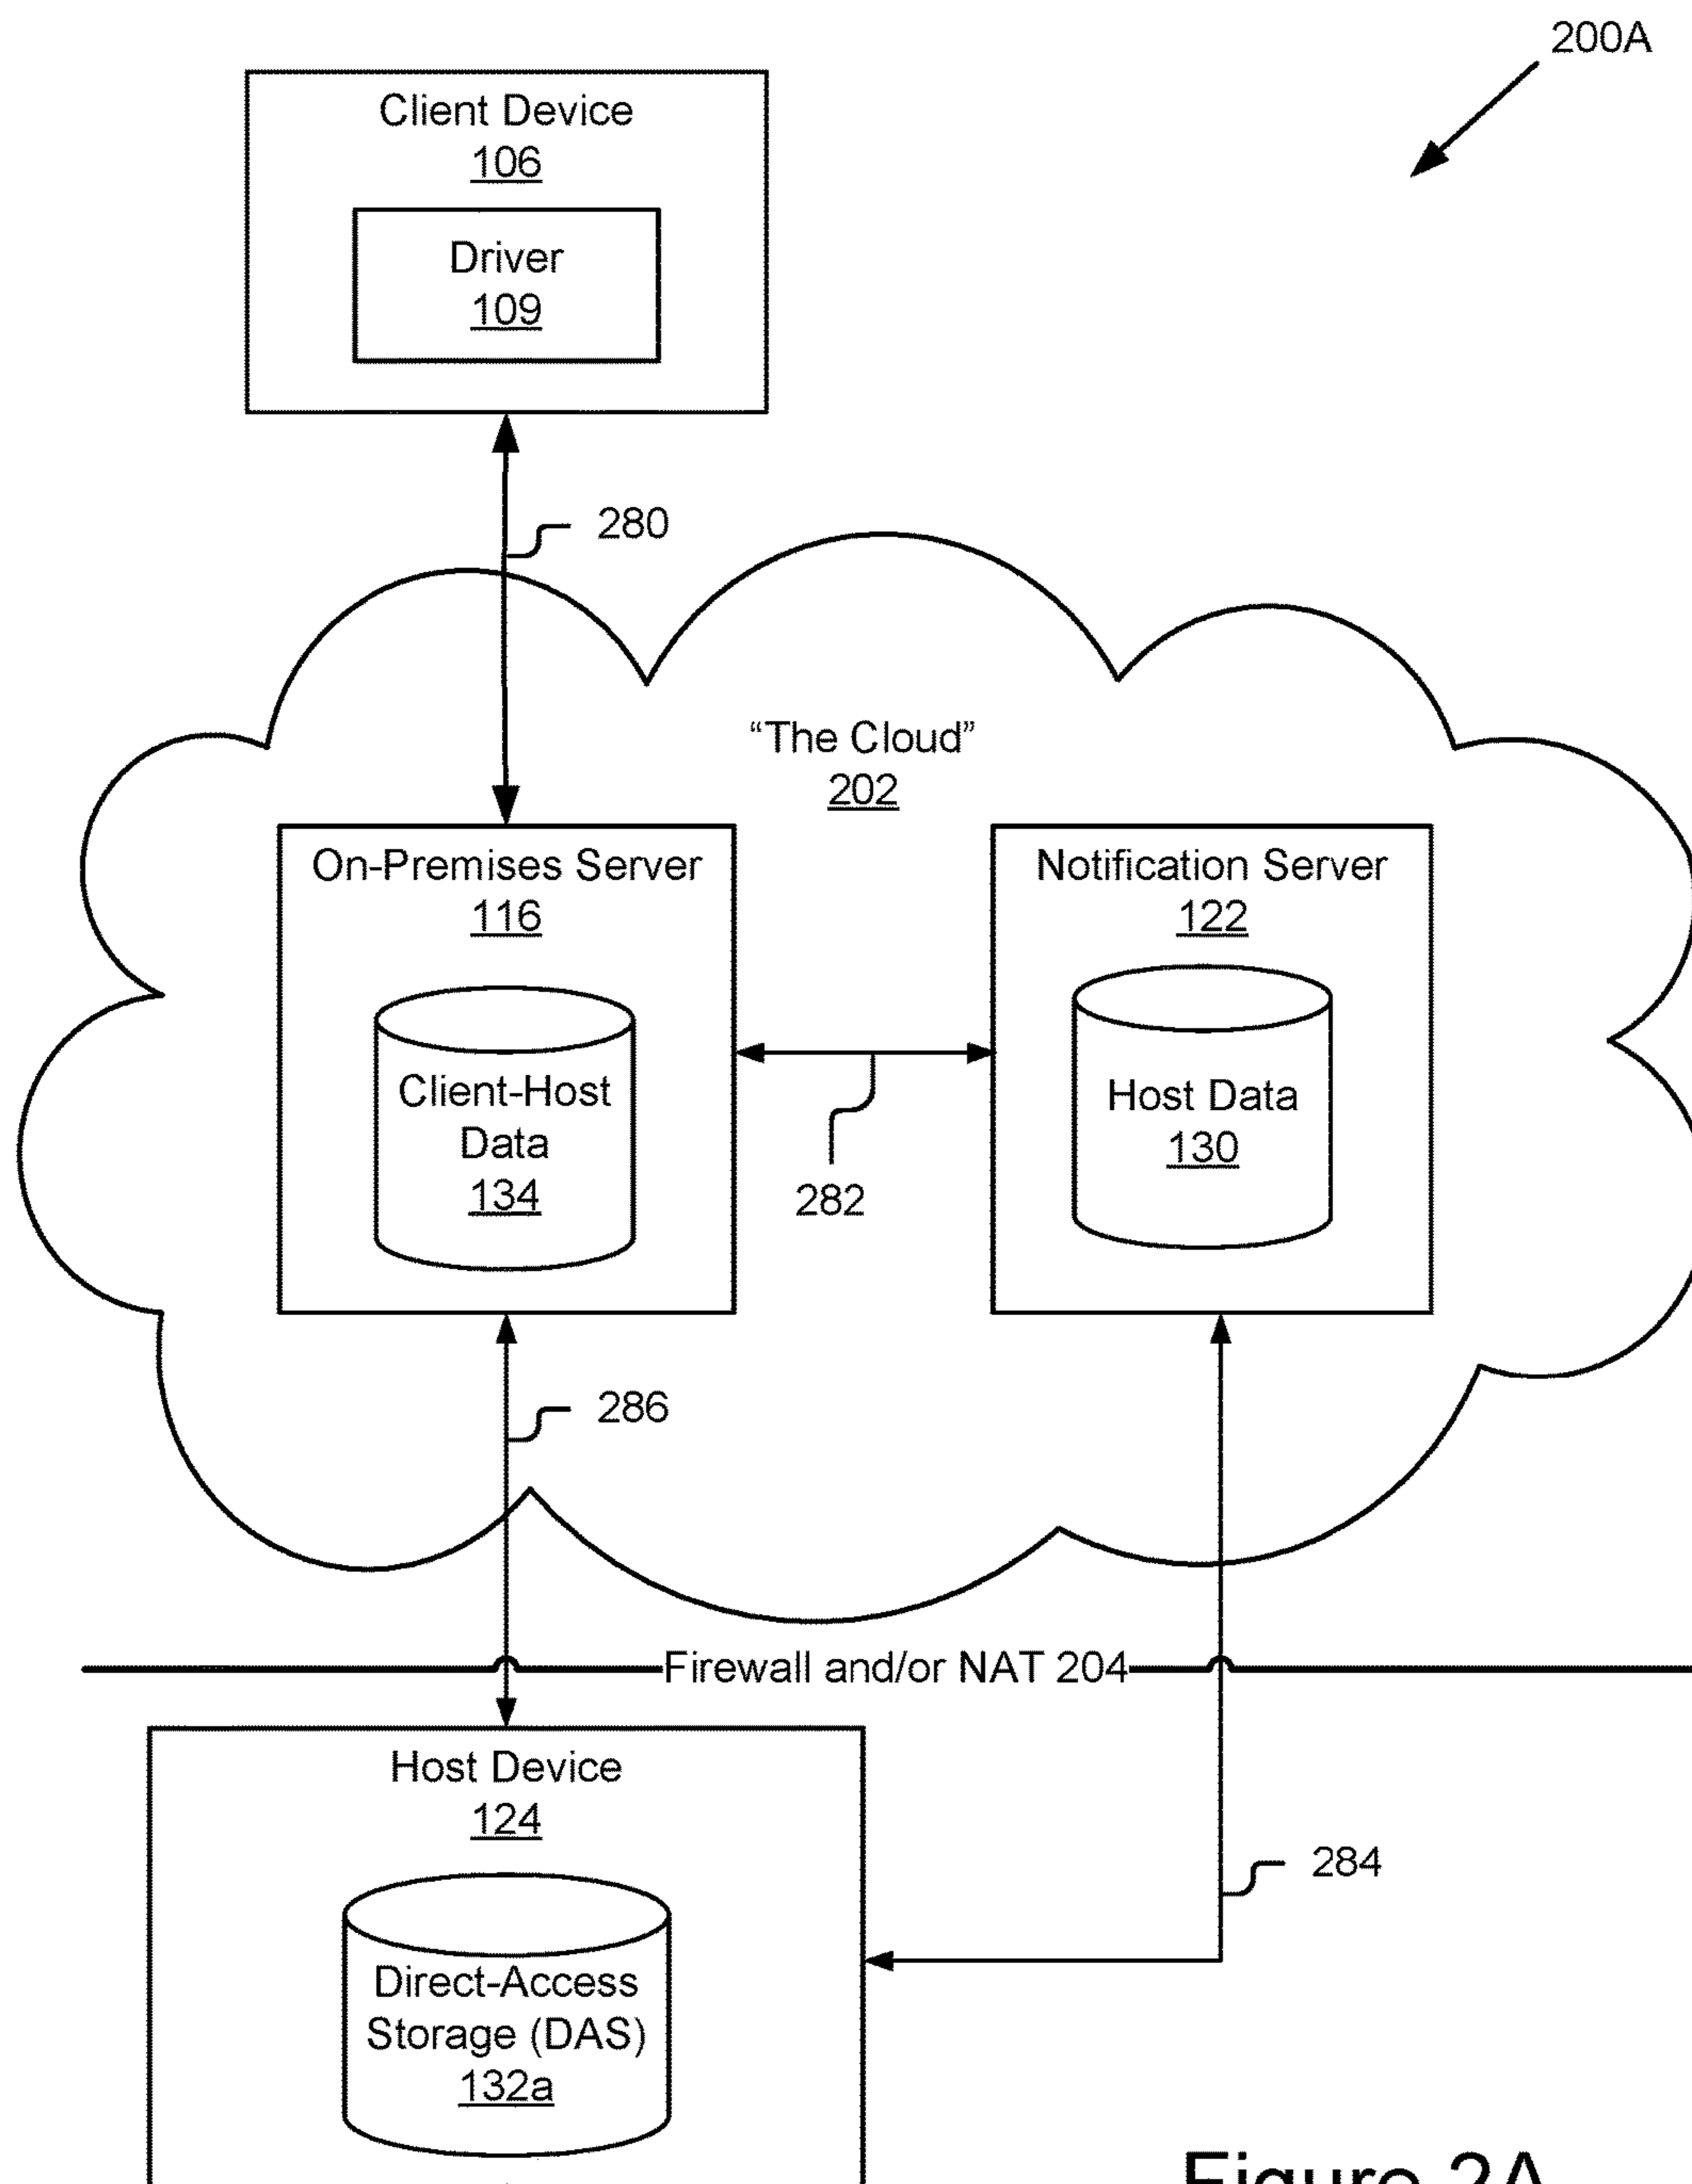 200A
Client Device
106
Driver
109
280
“The Cloud”
202
On-Premises Server
116
Client-Host
Data
134
Notification Server
122
Host Data
130
282
286
Firewall and/or NAT 204
Host Device
124
Direct-Access
Storage (DAS)
132a
284
Figure 2A